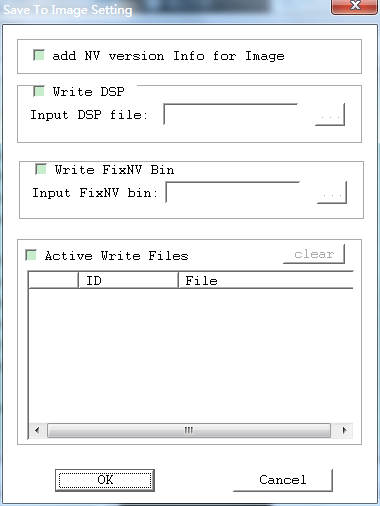 Save To Image Setting
add NV version Info for Image
Write DSP
Input DSP file:
...
Write FixNV Bin
Input FixNV bin:
...
Active Write Files
clear
ID File
OK Cancel